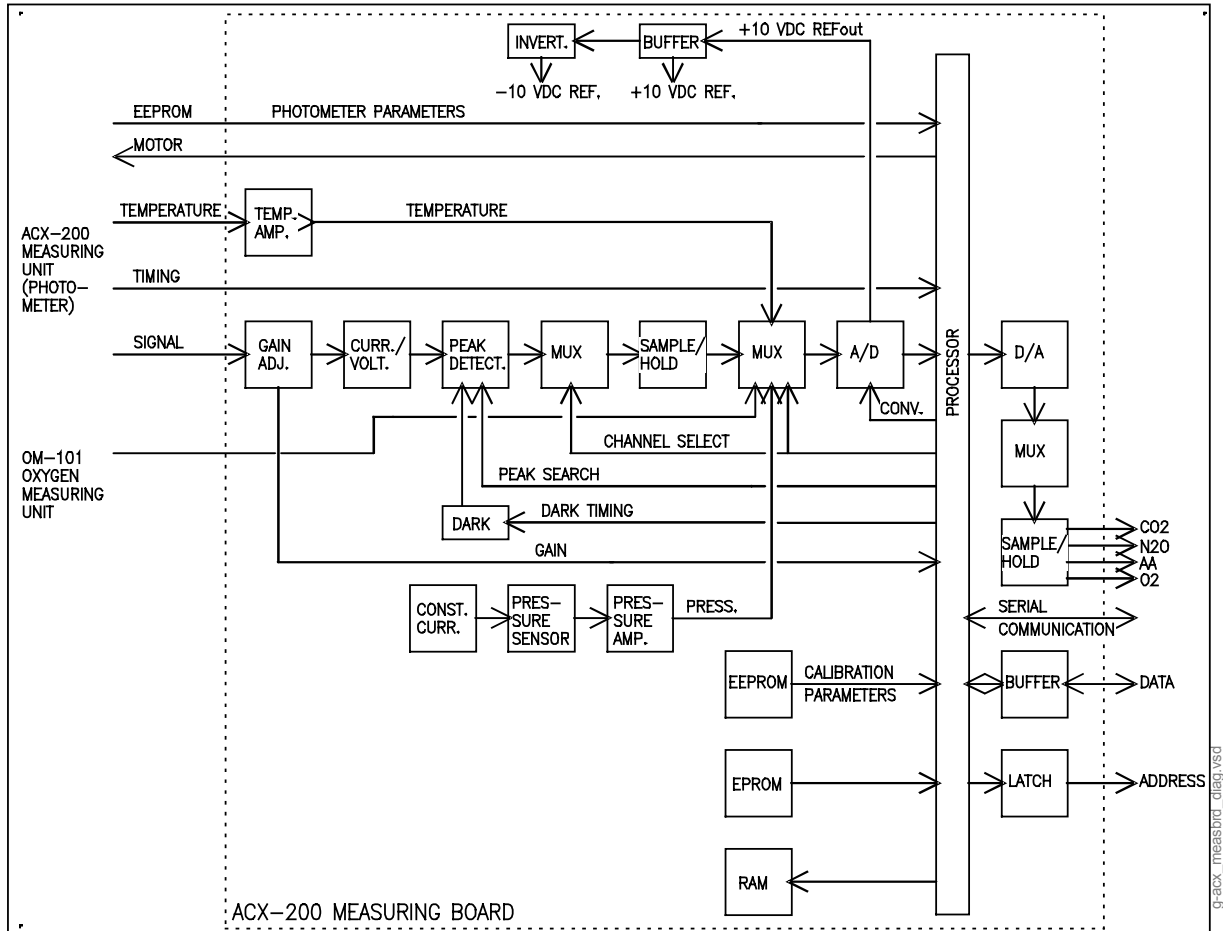 +10 VDC REFout
INVERT.
BUFFER
-10 VDC REF.
+10 VDC REF.
EEPROM
PHOTOMETER PARAMETERS
MOTOR
TEMPERATURE
TEMP.
AMP.
TEMPERATURE
ACX-200
MEASURING
UNIT
(PHOTO-
METER)
TIMING
SIGNAL
GAIN
ADJ.
CURR./
VOLT.
PEAK
DETECT.
MUX
SAMPLE/
HOLD
MUX
A/D
PROCESSOR
D/A
CONV.
CHANNEL SELECT
MUX
OM-101
OXYGEN
MEASURING
UNIT
PEAK SEARCH
DARK
DARK TIMING
GAIN
SAMPLE/
HOLD
CO2
N2O
AA
O2
CONST.
CURR.
PRES-
SURE
SENSOR
PRES-
SURE
AMP.
PRESS.
SERIAL
COMMUNICATION
EEPROM
CALIBRATION
PARAMETERS
BUFFER
DATA
EPROM
LATCH
ADDRESS
RAM
ACX-200 MEASURING BOARD
g-acx_measbrd_diag.vsd